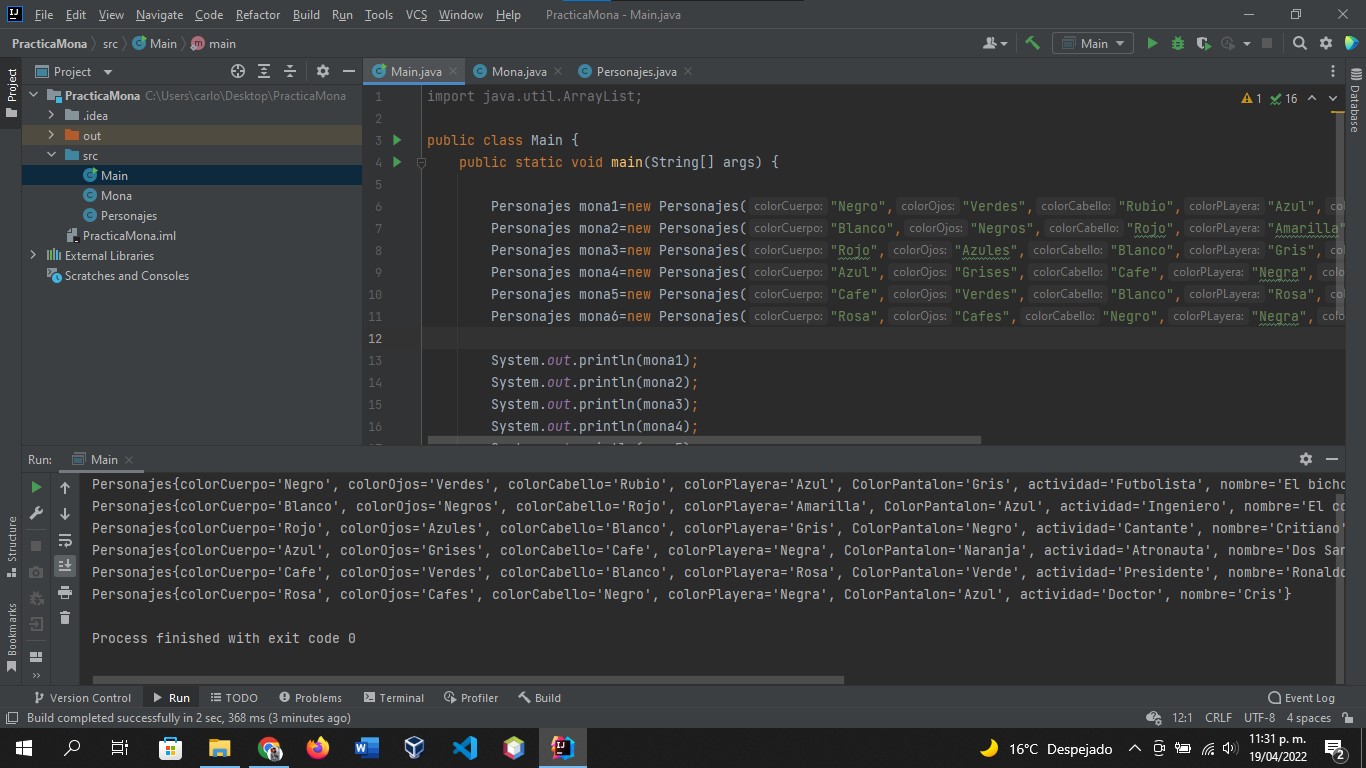 File Edit View Navigate Code Refactor Build Run Tools VCS Window Help PracticaMona - Main.java
PracticaMona src Main main
Main
Project
Main.java Mona.java Personajes.java
PracticaMona C:\Users\carlo\Desktop\PracticaMona
.idea
out
src
Main
Mona
Personajes
PracticaMona.iml
External Libraries
Scratches and Consoles
Project
Database
1 import java.util.ArrayList;
1 16
2
3 public class Main {
4 public static void main(String[] args) {
5
6 Personajes mona1=new Personajes( colorCuerpo: "Negro", colorOjos: "Verdes", colorCabello: "Rubio", colorPLayera: "Azul",
7 Personajes mona2=new Personajes( colorCuerpo: "Blanco", colorOjos: "Negros", colorCabello: "Rojo", colorPLayera: "Amarilla"
8 Personajes mona3=new Personajes( colorCuerpo: "Rojo", colorOjos: "Azules", colorCabello: "Blanco", colorPLayera: "Gris",
9 Personajes mona4=new Personajes( colorCuerpo: "Azul", colorOjos: "Grises", colorCabello: "Cafe", colorPLayera: "Negra",
10 Personajes mona5=new Personajes( colorCuerpo: "Cafe", colorOjos: "Verdes", colorCabello: "Blanco", colorPLayera: "Rosa",
11 Personajes mona6=new Personajes( colorCuerpo: "Rosa", colorOjos: "Cafes", colorCabello: "Negro", colorPLayera: "Negra",
12
13 System.out.println(mona1);
14 System.out.println(mona2);
15 System.out.println(mona3);
16 System.out.println(mona4);
Run: Main
Personajes{colorCuerpo='Negro', colorOjos='Verdes', colorCabello='Rubio', colorPlayera='Azul', ColorPantalon='Gris', actividad='Futbolista', nombre='El bicho
Personajes{colorCuerpo='Blanco', colorOjos='Negros', colorCabello='Rojo', colorPlayera='Amarilla', ColorPantalon='Azul', actividad='Ingeniero', nombre='El
Personajes{colorCuerpo='Rojo', colorOjos='Azules', colorCabello='Blanco', colorPlayera='Gris', ColorPantalon='Negro', actividad='Cantante', nombre='Critiano'
Personajes{colorCuerpo='Azul', colorOjos='Grises', colorCabello='Cafe', colorPlayera='Negra', ColorPantalon='Naranja', actividad='Atronauta', nombre='Dos
Personajes{colorCuerpo='Cafe', colorOjos='Verdes', colorCabello='Blanco', colorPlayera='Rosa', ColorPantalon='Verde', actividad='Presidente', nombre='Ronaldo
Personajes{colorCuerpo='Rosa', colorOjos='Cafes', colorCabello='Negro', colorPlayera='Negra', ColorPantalon='Azul', actividad='Doctor', nombre='Cris'}
Process finished with exit code 0
Structure
Bookmarks
Version Control Run TODO Problems Terminal Profiler Build Event Log
Build completed successfully in 2 sec, 368 ms (3 minutes ago) 12:1 CRLF UTF-8 4 spaces
16°C Despejado
11:31 p. m.
19/04/2022
2